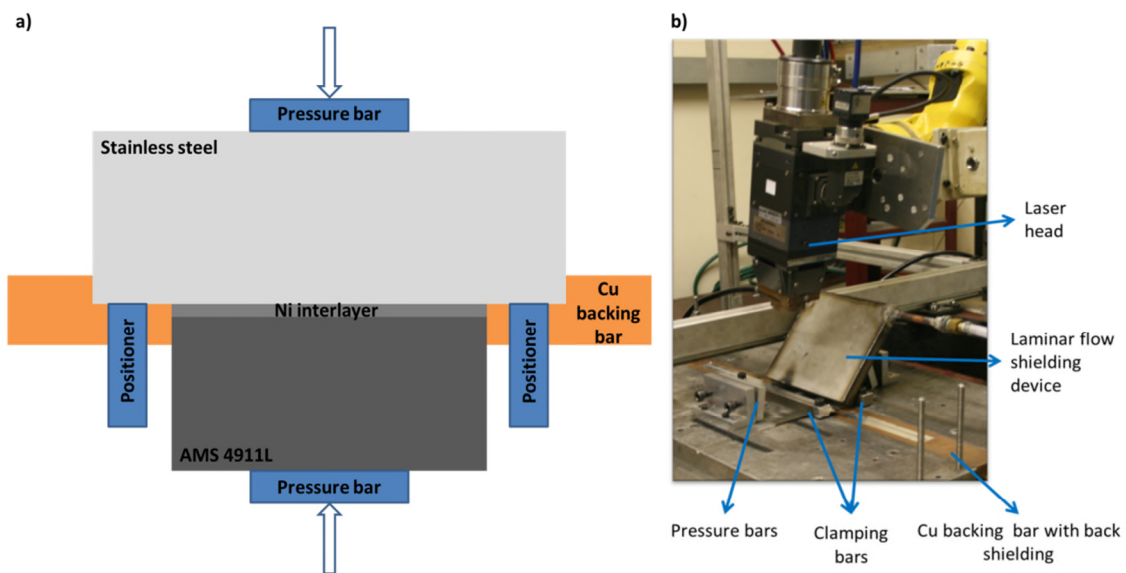 a)
Pressure bar
Stainless steel
Ni interlayer
Cu
backing
bar
Positioner
Positioner
AMS 4911L
Pressure bar
b)
Laser
head
Laminar flow
shielding
device
Pressure bars
Clamping
bars
Cu backing bar with back
shielding